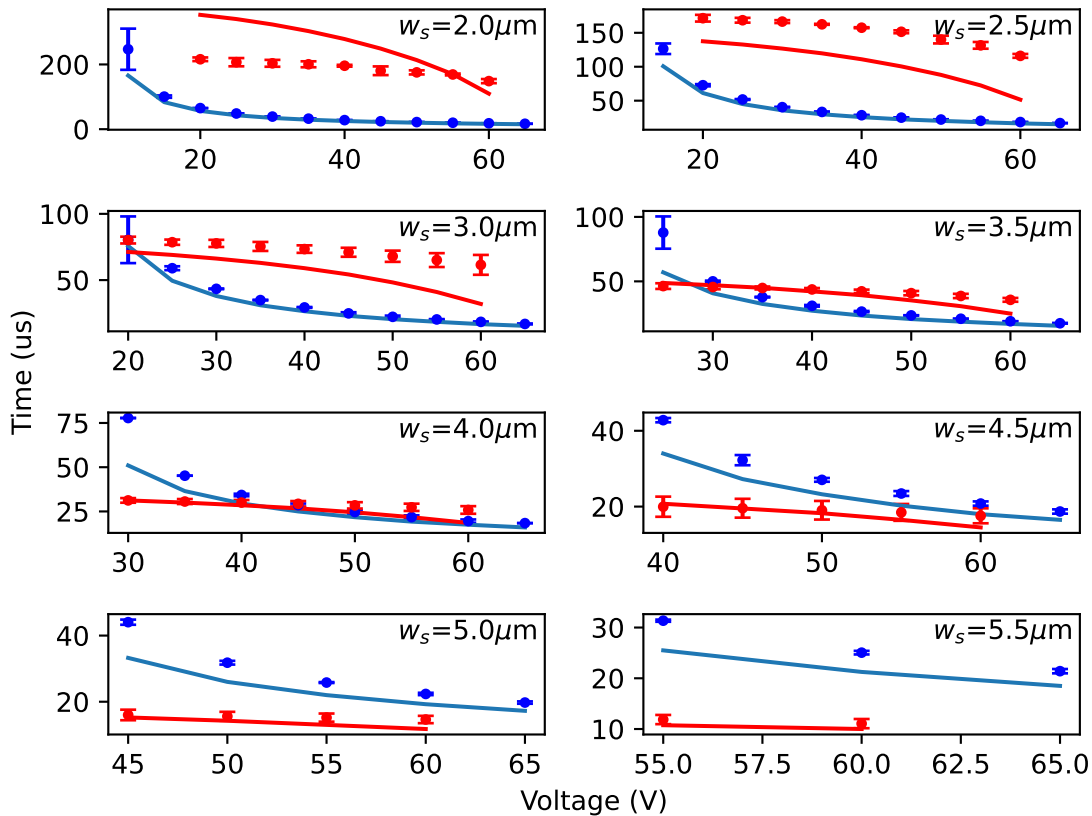 w_s=2.0μm
200
0
20 40 60
w_s=2.5μm
150
100
50
20 40 60
w_s=3.0μm
100
50
20 30 40 50 60
w_s=3.5μm
100
50
30 40 50 60
w_s=4.0μm
75
50
25
30 40 50 60
w_s=4.5μm
40
20
40 50 60
w_s=5.0μm
40
20
45 50 55 60 65
w_s=5.5μm
30
20
10
55.0 57.5 60.0 62.5 65.0
Time (us)
Voltage (V)